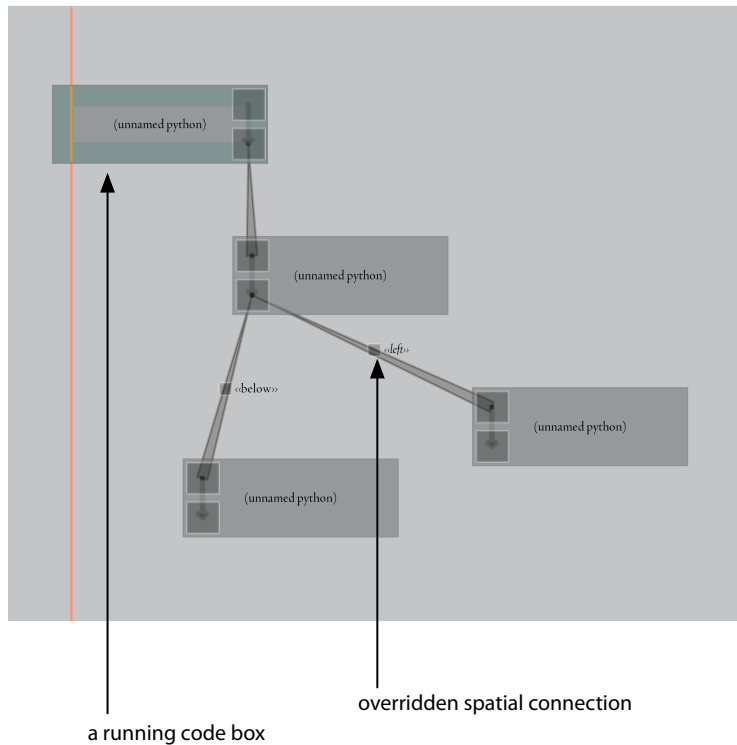 (unnamed python)
(unnamed python)
‹‹left››
‹‹below››
(unnamed python)
(unnamed python)
overridden spatial connection
a running code box